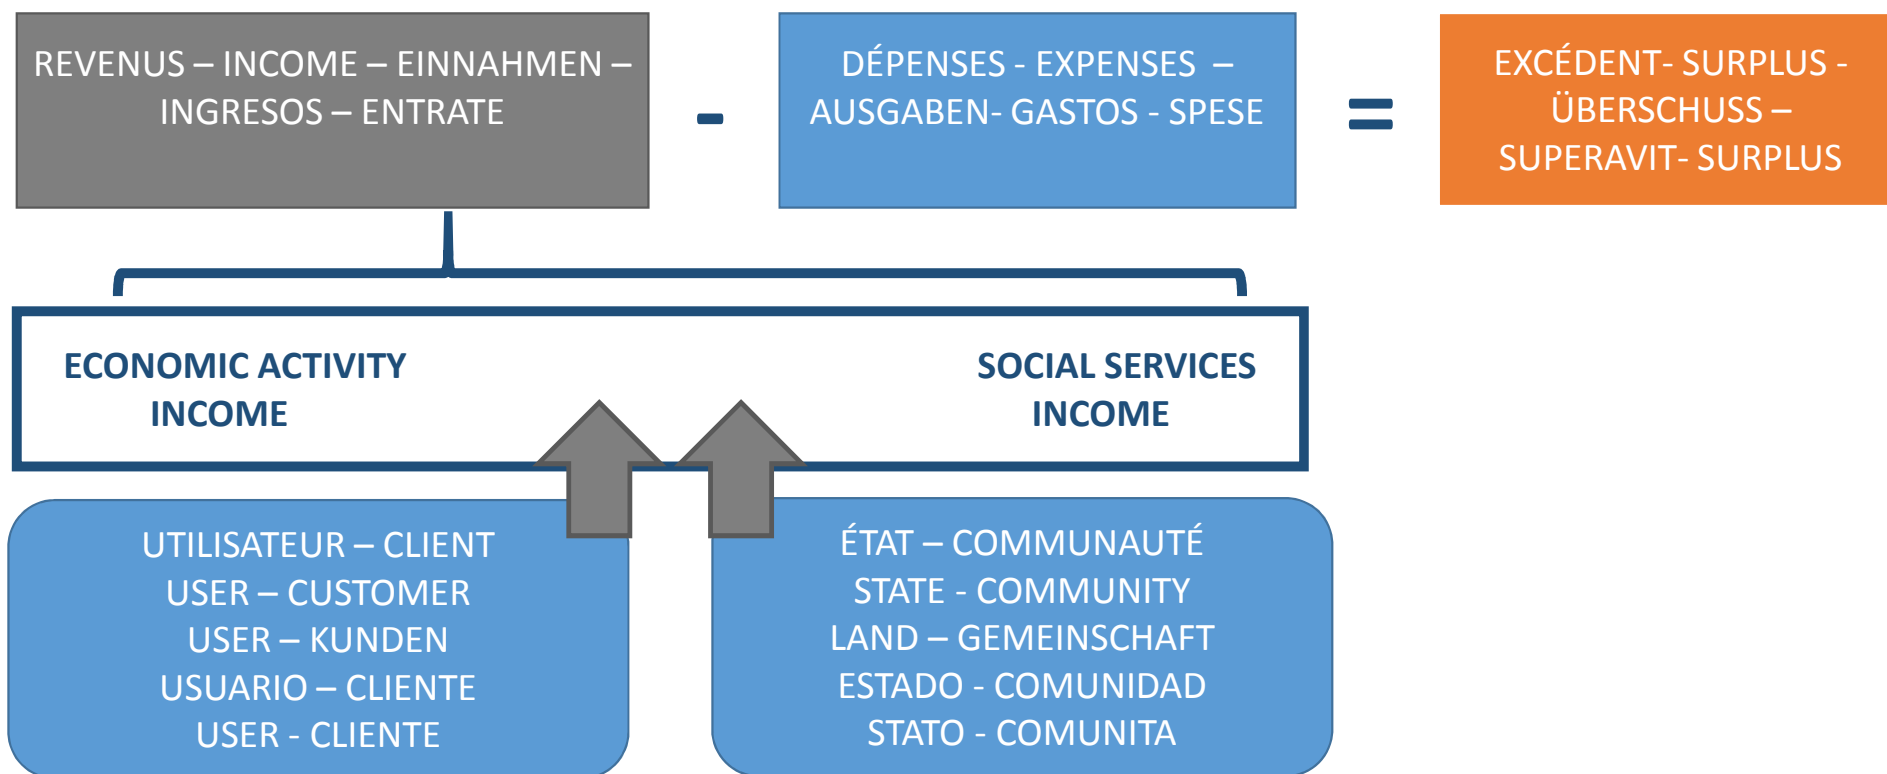 REVENUS – INCOME – EINNAHMEN –
INGRESOS – ENTRATE
-
DÉPENSES - EXPENSES –
AUSGABEN- GASTOS - SPESE
=
EXCÉDENT- SURPLUS -
ÜBERSCHUSS –
SUPERAVIT- SURPLUS
ECONOMIC ACTIVITY
INCOME
SOCIAL SERVICES
INCOME
UTILISATEUR – CLIENT
USER – CUSTOMER
USER – KUNDEN
USUARIO – CLIENTE
USER - CLIENTE
ÉTAT – COMMUNAUTÉ
STATE - COMMUNITY
LAND – GEMEINSCHAFT
ESTADO - COMUNIDAD
STATO - COMUNITA